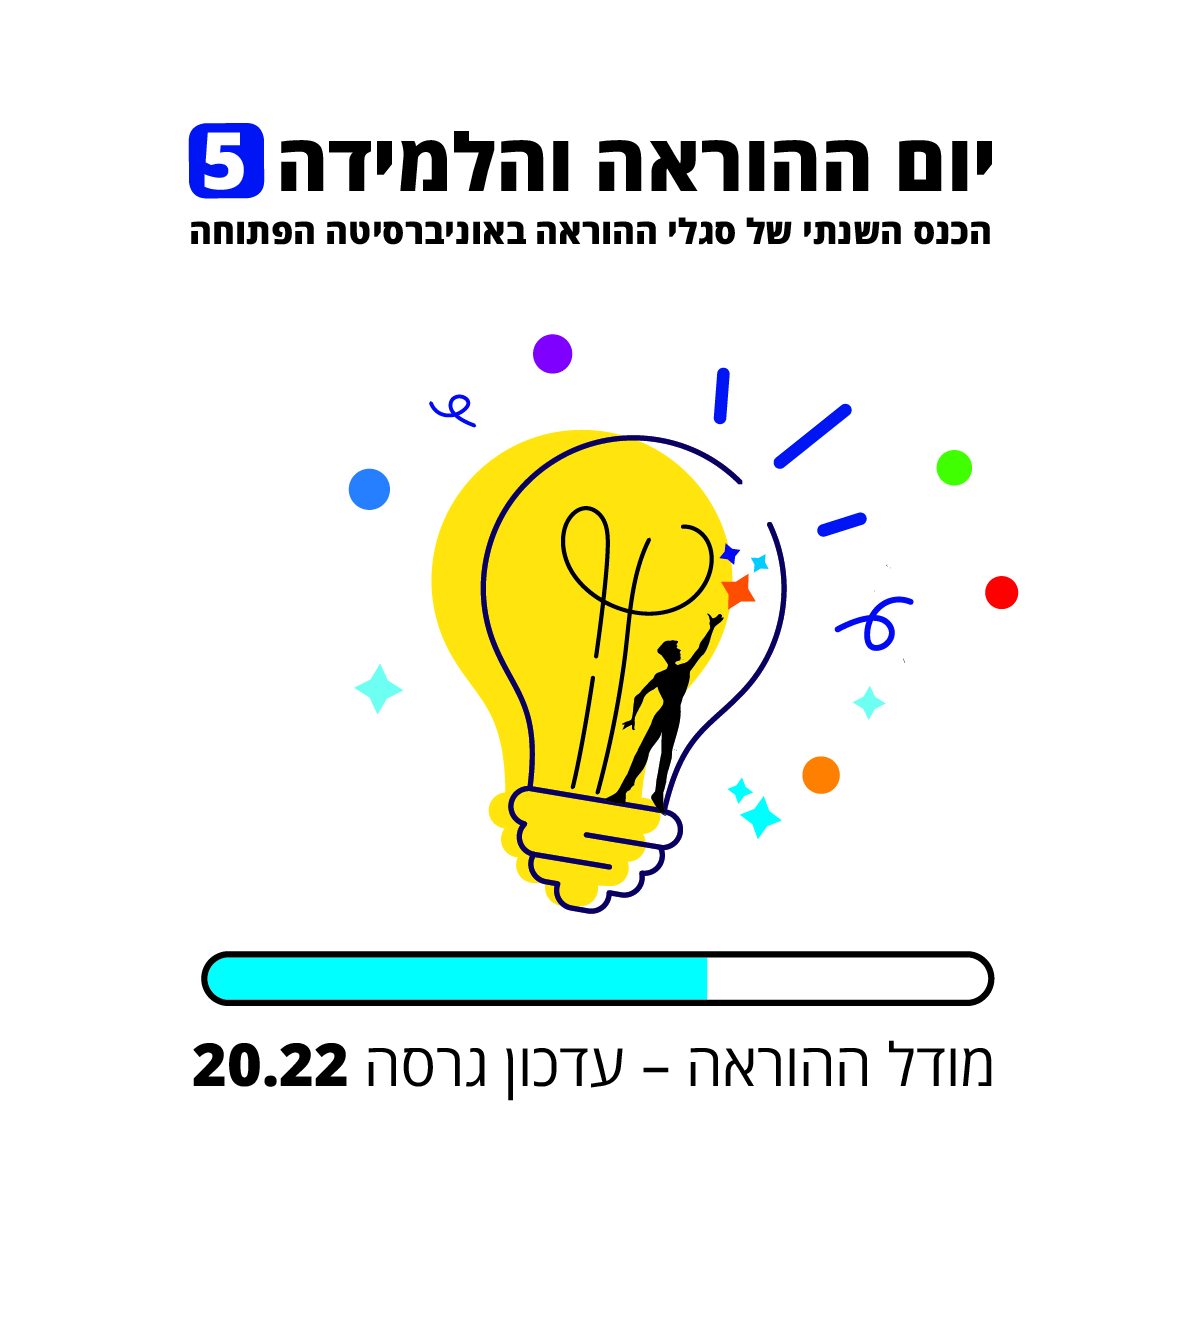 יום ההוראה והלמידה 5
הכנס השנתי של סגלי ההוראה באוניברסיטה הפתוחה
מודל ההוראה – עדכון גרסה 20.22